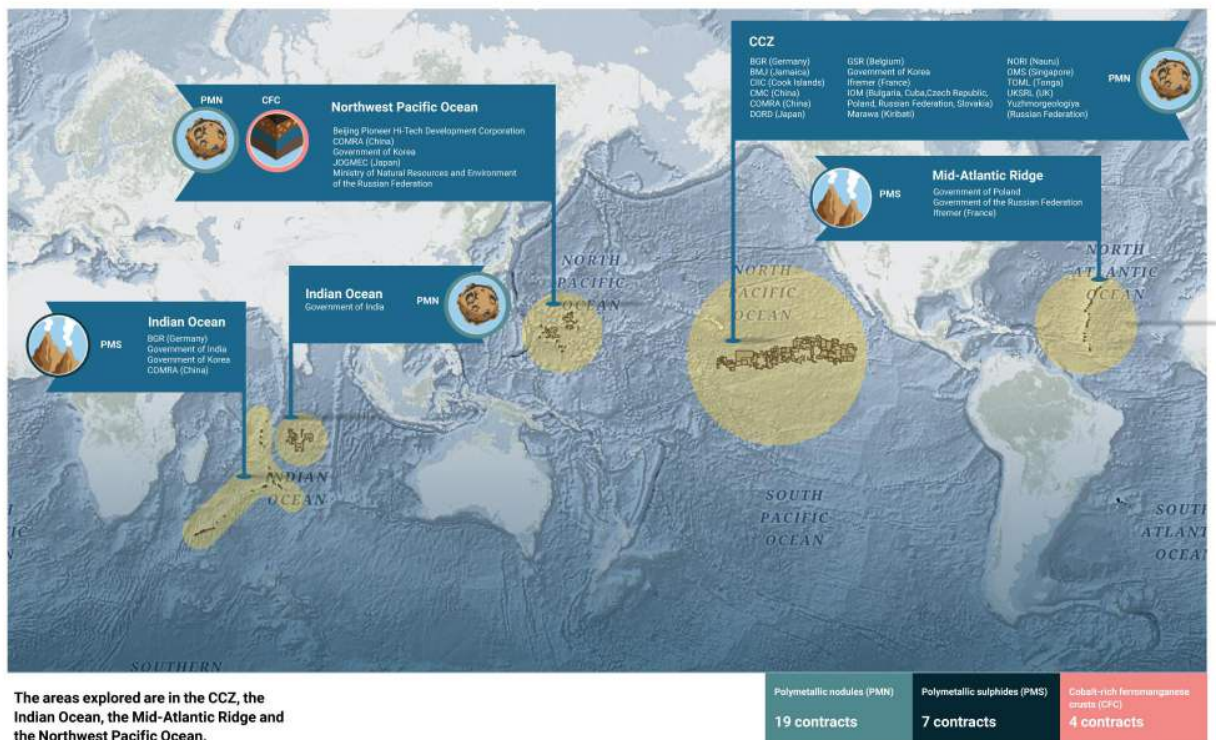 CCZ
BGR (Germany)
BMJ (Jamaica)
CIIC (Cook Islands)
CMC (China)
COMRA (China)
DORD (Japan)
GSR (Belgium)
Government of Korea
Ifremer (France)
IOM (Bulgaria, Cuba,Czech Republic,
Poland, Russian Federation, Slovakia)
Marawa (Kiribati)
NORI (Nauru)
OMS (Singapore)
TOML (Tonga)
UKSRL (UK)
Yuzhmorgeologiya
(Russian Federation)
PMN
PMN
CFC
Northwest Pacific Ocean
Beijing Pioneer Hi-Tech Development Corporation
COMRA (China)
Government of Korea
JOGMEC (Japan)
Ministry of Natural Resources and Environment
of the Russian Federation
PMS
Mid-Atlantic Ridge
Government of Poland
Government of the Russian Federation
Ifremer (France)
Indian Ocean
Government of India
PMN
PMS
Indian Ocean
BGR (Germany)
Government of India
Government of Korea
COMRA (China)
NORTH
PACIFIC
OCEAN
NORTH
PACIFIC
OCEAN
NORTH
ATLANTIC
OCEAN
INDIAN
OCEAN
SOUTH
PACIFIC
OCEAN
SOUTH
ATLANTIC
OCEAN
SOUTHERN
The areas explored are in the CCZ, the
Indian Ocean, the Mid-Atlantic Ridge and
the Northwest Pacific Ocean.
Polymetallic nodules (PMN)
19 contracts
Polymetallic sulphides (PMS)
7 contracts
Cobalt-rich ferromanganese
crusts (CFC)
4 contracts